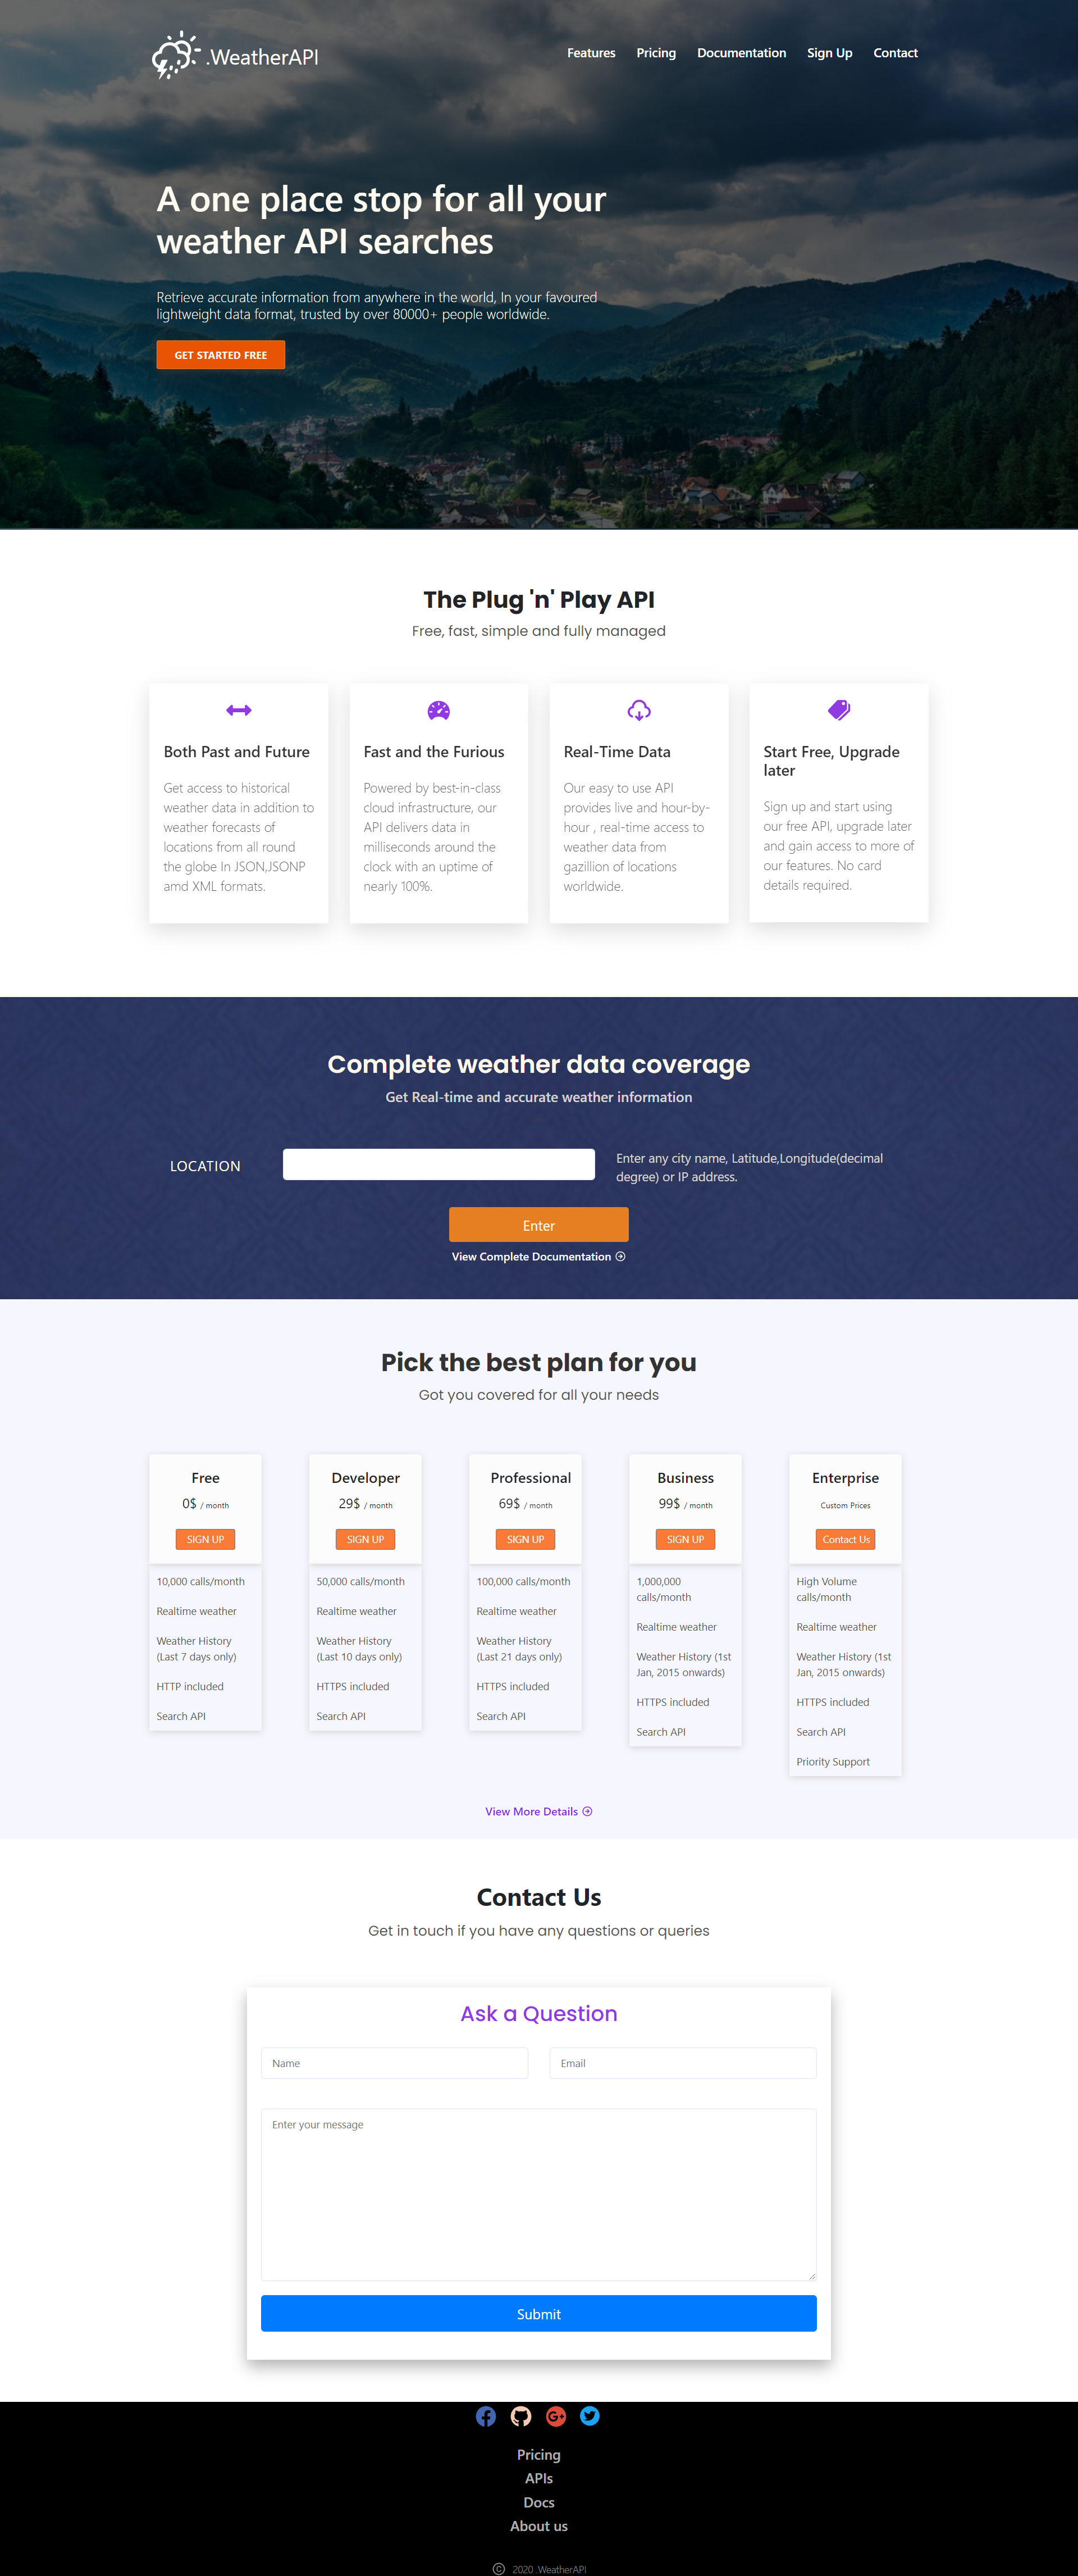 .WeatherAPI
Features Pricing Documentation Sign Up Contact
A one place stop for all your
weather API searches
Retrieve accurate information from anywhere in the world, In your favoured
lightweight data format, trusted by over 80000+ people worldwide.
GET STARTED FREE
The Plug 'n' Play API
Free, fast, simple and fully managed
Both Past and Future
Get access to historical
weather data in addition to
weather forecasts of
locations from all round
the globe In JSON,JSONP
amd XML formats.
Fast and the Furious
Powered by best-in-class
cloud infrastructure, our
API delivers data in
milliseconds around the
clock with an uptime of
nearly 100%.
Real-Time Data
Our easy to use API
provides live and hour-by-
hour , real-time access to
weather data from
gazillion of locations
worldwide.
Start Free, Upgrade
later
Sign up and start using
our free API, upgrade later
and gain access to more of
our features. No card
details required.
Complete weather data coverage
Get Real-time and accurate weather information
LOCATION
Enter any city name, Latitude,Longitude(decimal
degree) or IP address.
Enter
View Complete Documentation
Pick the best plan for you
Got you covered for all your needs
Free
0$ / month
SIGN UP
10,000 calls/month
Realtime weather
Weather History
(Last 7 days only)
HTTP included
Search API
Developer
29$ / month
SIGN UP
50,000 calls/month
Realtime weather
Weather History
(Last 10 days only)
HTTPS included
Search API
Professional
69$ / month
SIGN UP
100,000 calls/month
Realtime weather
Weather History
(Last 21 days only)
HTTPS included
Search API
Business
99$ / month
SIGN UP
1,000,000
calls/month
Realtime weather
Weather History (1st
Jan, 2015 onwards)
HTTPS included
Search API
Enterprise
Custom Prices
Contact Us
High Volume
calls/month
Realtime weather
Weather History (1st
Jan, 2015 onwards)
HTTPS included
Search API
Priority Support
View More Details
Contact Us
Get in touch if you have any questions or queries
Ask a Question
Name
Email
Enter your message
Submit
Pricing
APIs
Docs
About us
© 2020 .WeatherAPI